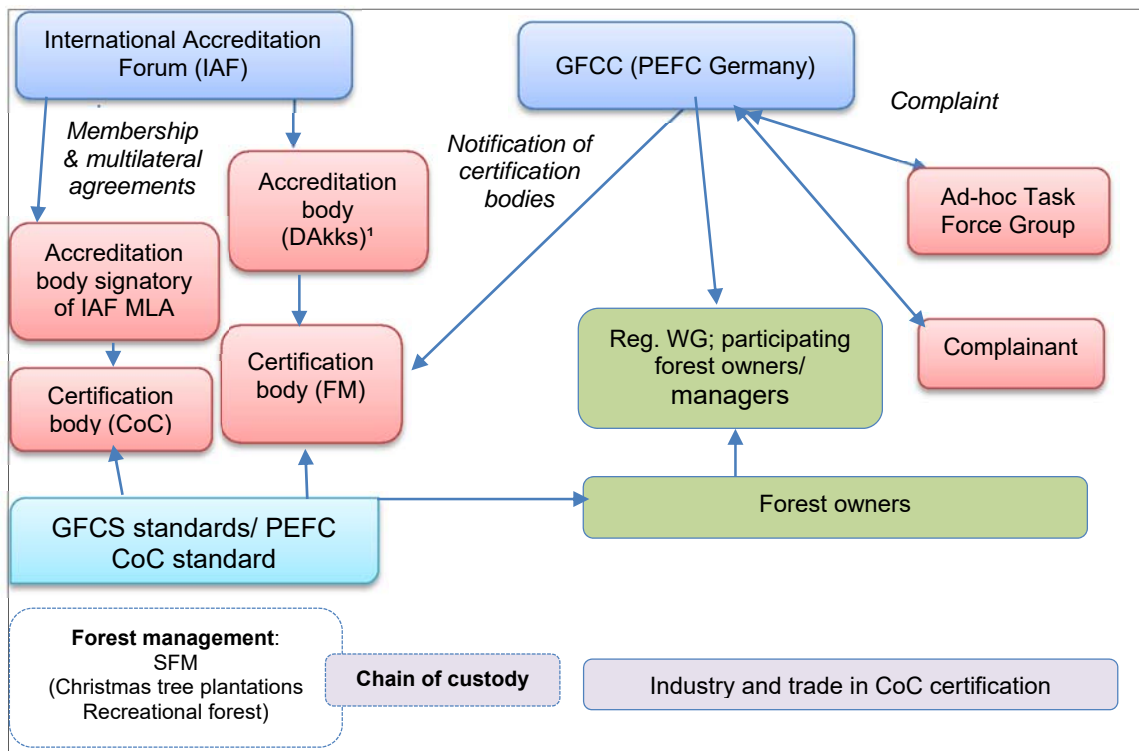 International Accreditation
Forum (IAF)
GFCC (PEFC Germany)
Complaint
Membership
& multilateral
agreements
Notification of
certification
bodies
Accreditation
body
(DAkks)¹
Ad-hoc Task
Force Group
Accreditation
body signatory
of IAF MLA
Certification
body (FM)
Reg. WG; participating
forest owners/
managers
Complainant
Certification
body (CoC)
GFCS standards/ PEFC
CoC standard
Forest owners
Forest management:
SFM
(Christmas tree plantations
Recreational forest)
Chain of custody
Industry and trade in CoC certification